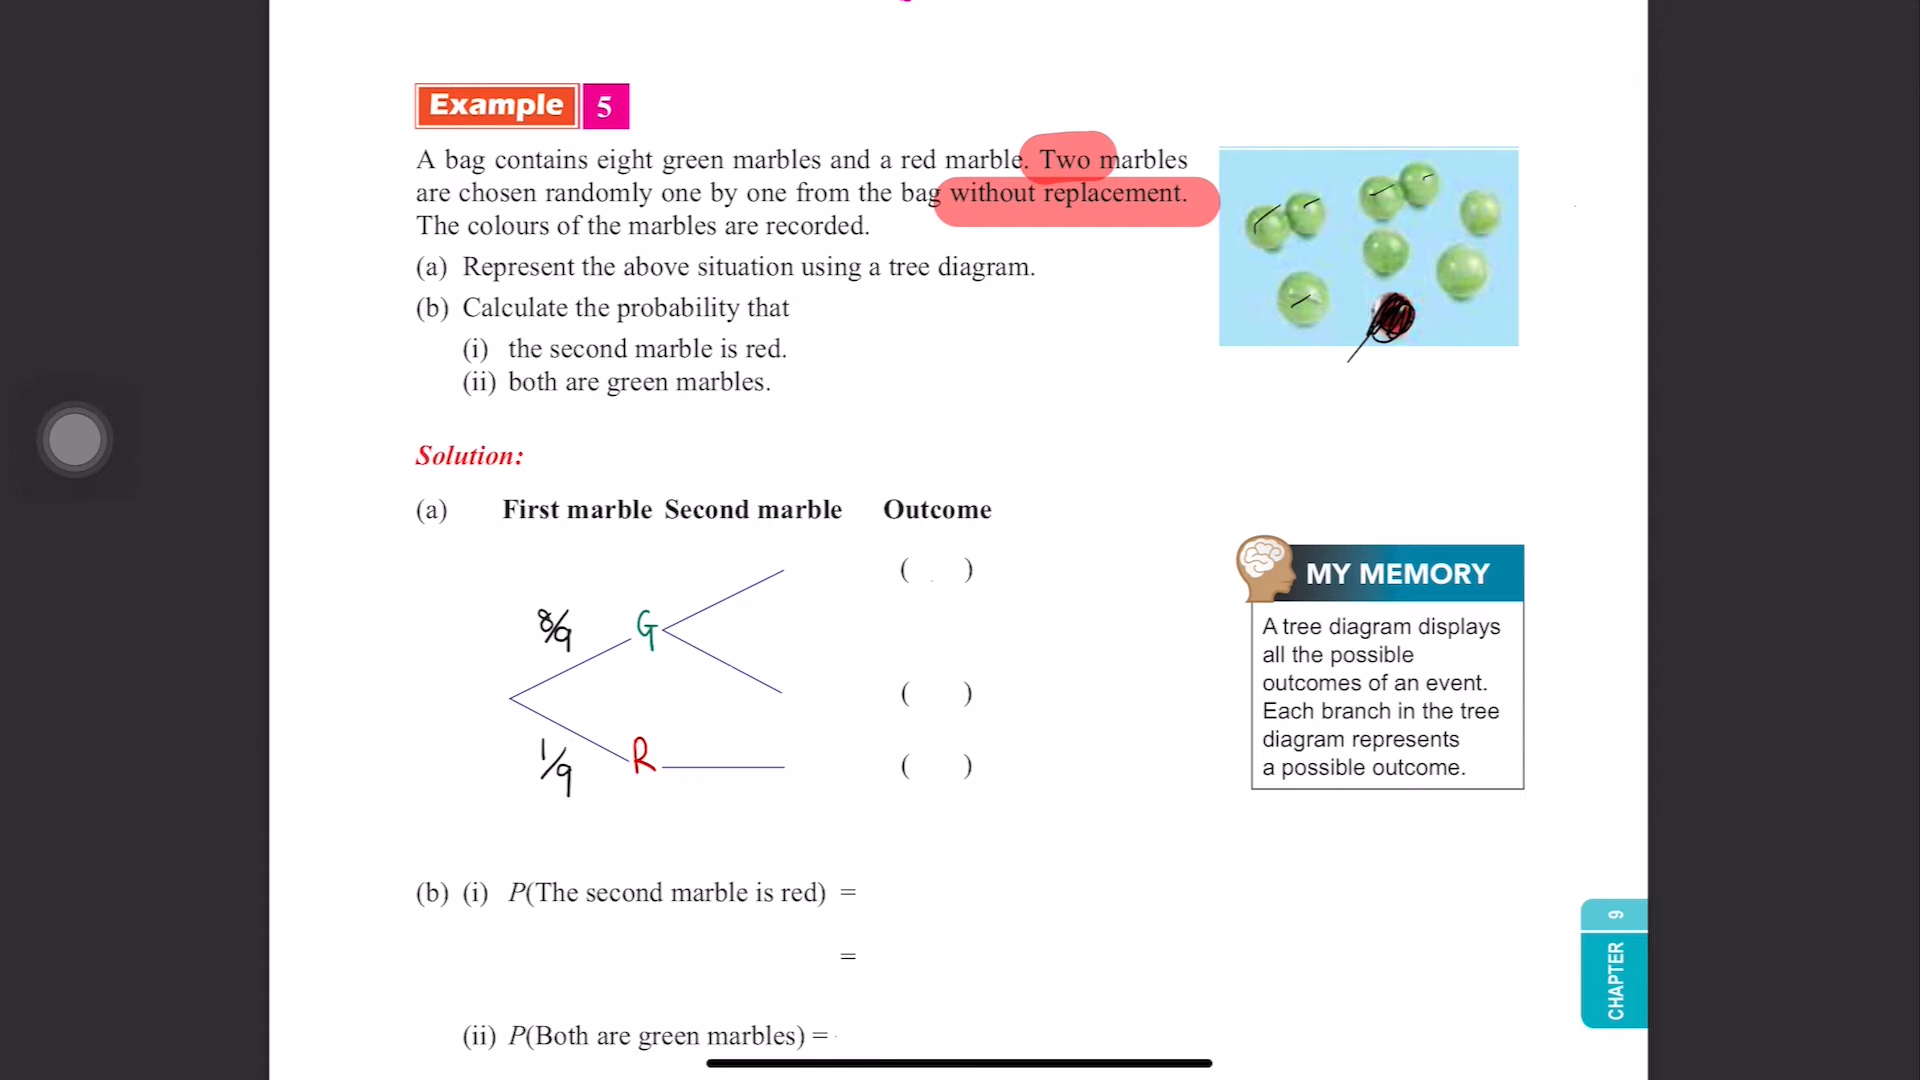 Example 5
A bag contains eight green marbles and a red marble. Two marbles
are chosen randomly one by one from the bag without replacement.
The colours of the marbles are recorded.
(a) Represent the above situation using a tree diagram.
(b) Calculate the probability that
(i) the second marble is red.
(ii) both are green marbles.
Solution:
(a) First marble Second marble Outcome
( )
8/9 G
( )
1/9 R ( )
MY MEMORY
A tree diagram displays
all the possible
outcomes of an event.
Each branch in the tree
diagram represents
a possible outcome.
(b) (i) P(The second marble is red) =
=
(ii) P(Both are green marbles) =
CHAPTER 9